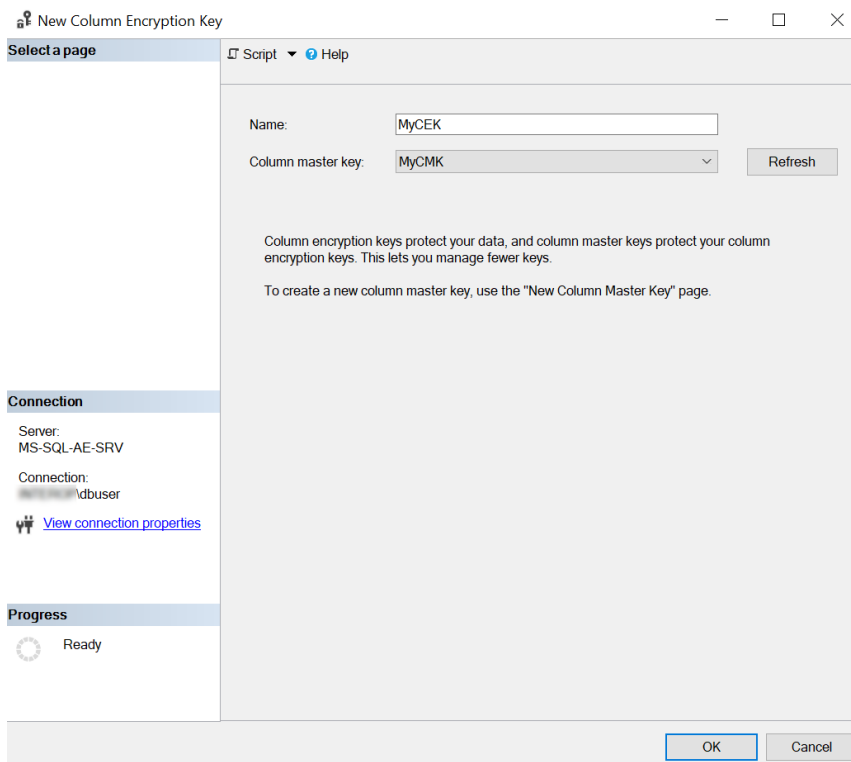 New Column Encryption Key
Select a page
Script Help
Name: MyCEK
Column master key: MyCMK Refresh
Column encryption keys protect your data, and column master keys protect your column
encryption keys. This lets you manage fewer keys.
To create a new column master key, use the "New Column Master Key" page.
Connection
Server:
MS-SQL-AE-SRV
Connection:
\dbuser
View connection properties
Progress
Ready
OK Cancel